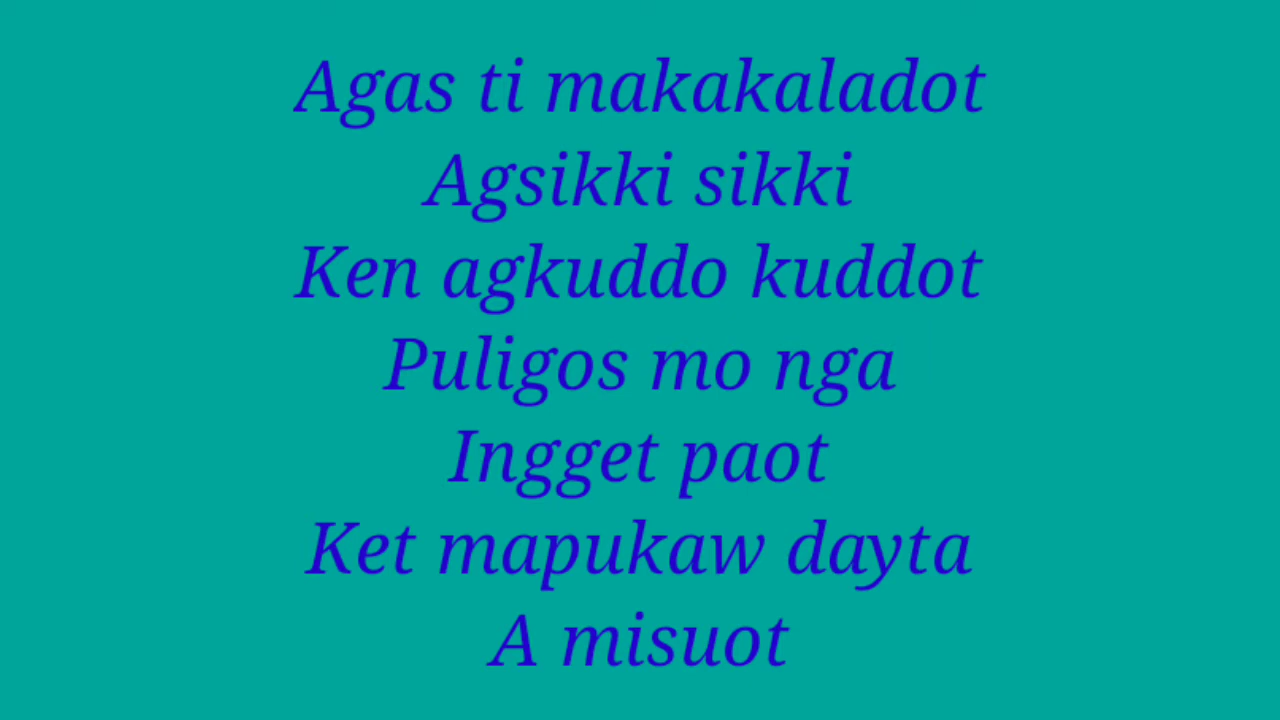 Agas ti makakaladot
Agsikki sikki
Ken agkuddo kuddot
Puligos mo nga
Ingget paot
Ket mapukaw dayta
A misuot